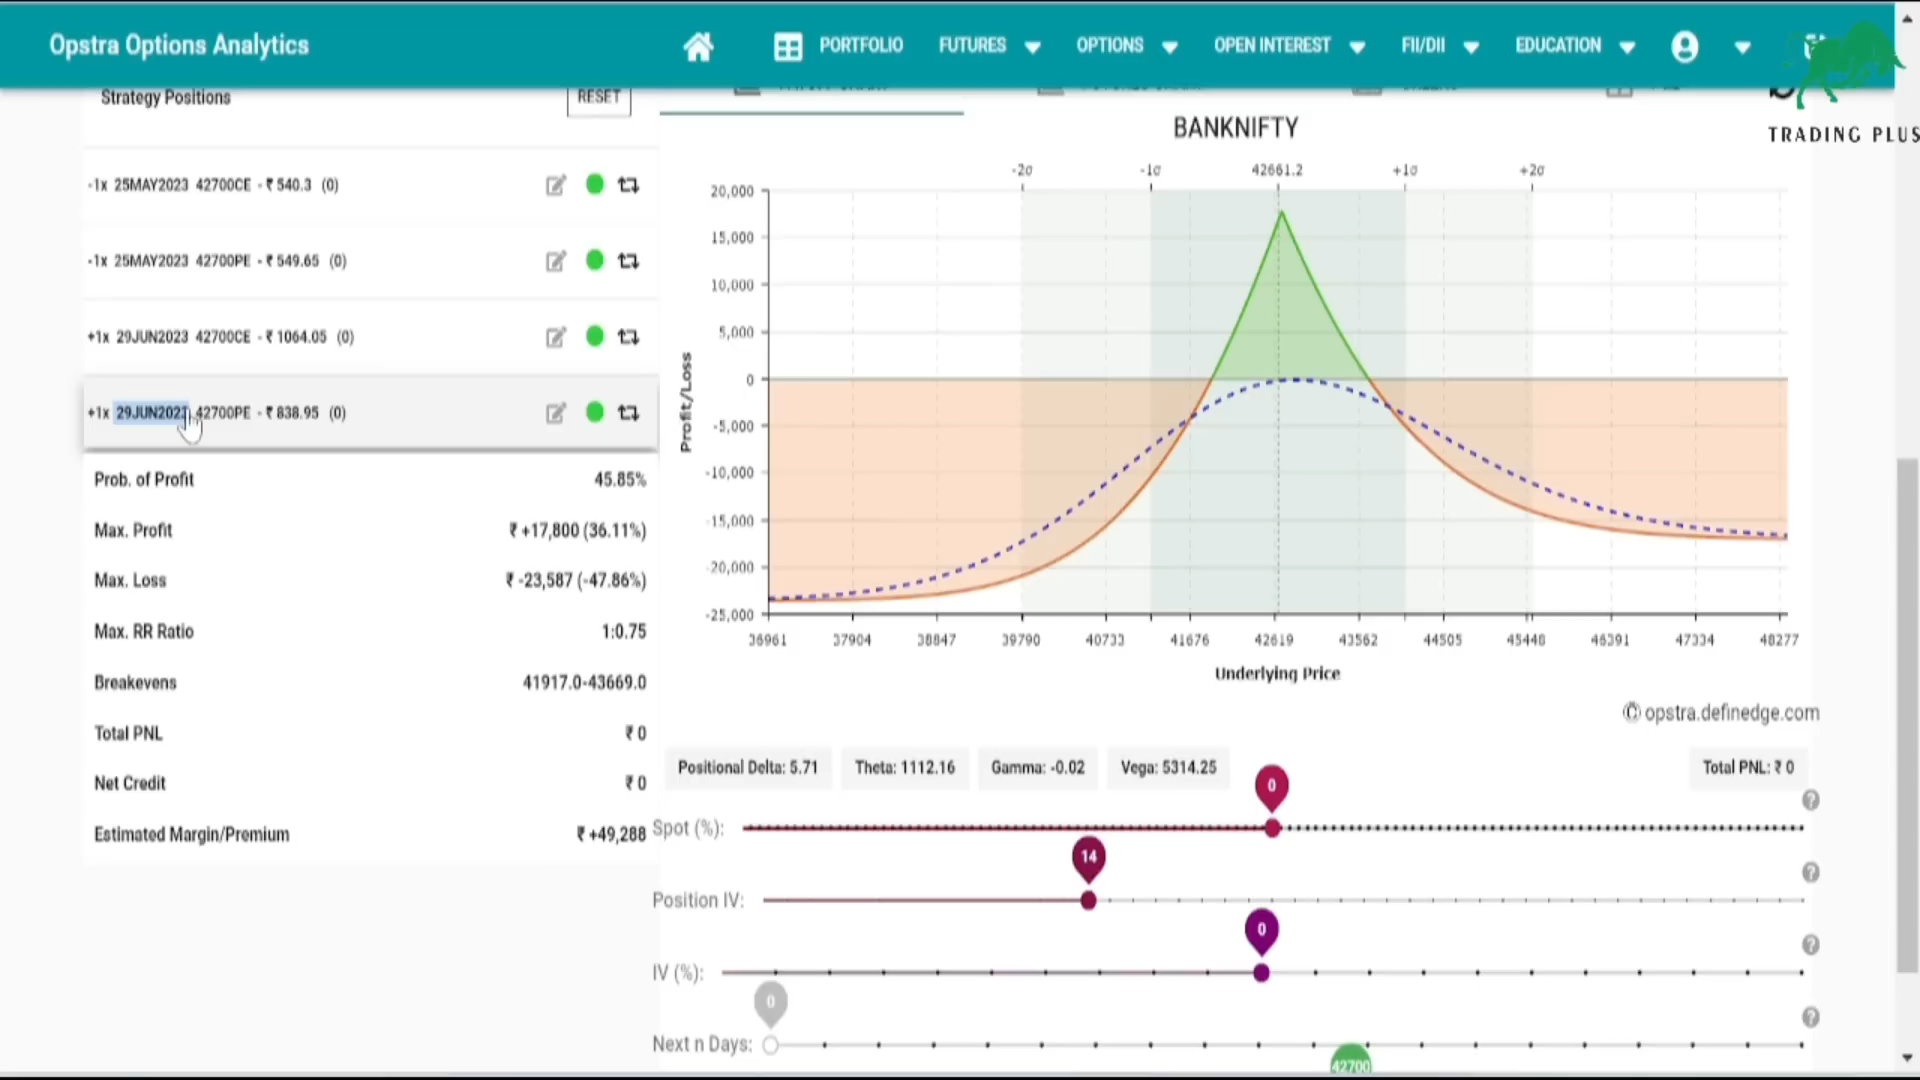 Opstra Options Analytics
PORTFOLIO FUTURES OPTIONS OPEN INTEREST FII/DII EDUCATION
TRADING PLUS
Strategy Positions RESET
-1x 25MAY2023 42700CE - ₹ 540.3 (0)
-1x 25MAY2023 42700PE - ₹ 549.65 (0)
+1x 29JUN2023 42700CE - ₹ 1064.05 (0)
+1x 29JUN2023 42700PE - ₹ 838.95 (0)
Prob. of Profit 45.85%
Max. Profit ₹ +17,800 (36.11%)
Max. Loss ₹ -23,587 (-47.86%)
Max. RR Ratio 1:0.75
Breakevens 41917.0-43669.0
Total PNL ₹ 0
Net Credit ₹ 0
Estimated Margin/Premium ₹ +49,288
BANKNIFTY
-2σ -1σ 42661.2 +1σ +2σ
20,000
15,000
10,000
5,000
0
-5,000
-10,000
-15,000
-20,000
-25,000
Profit/Loss
36961 37904 38847 39790 40733 41676 42619 43562 44505 45448 46391 47334 48277
Underlying Price
© opstra.definedge.com
Positional Delta: 5.71 Theta: 1112.16 Gamma: -0.02 Vega: 5314.25 Total PNL: ₹ 0
0
Spot (%):
14
Position IV:
0
IV (%):
0
Next n Days:
42700